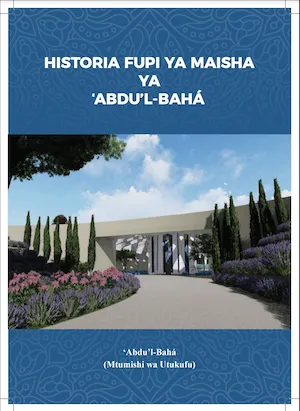 HISTORIA FUPI YA MAISHA
YA
'ABDU'L-BAHÁ
'Abdu'l-Bahá
(Mtumishi wa Utukufu)